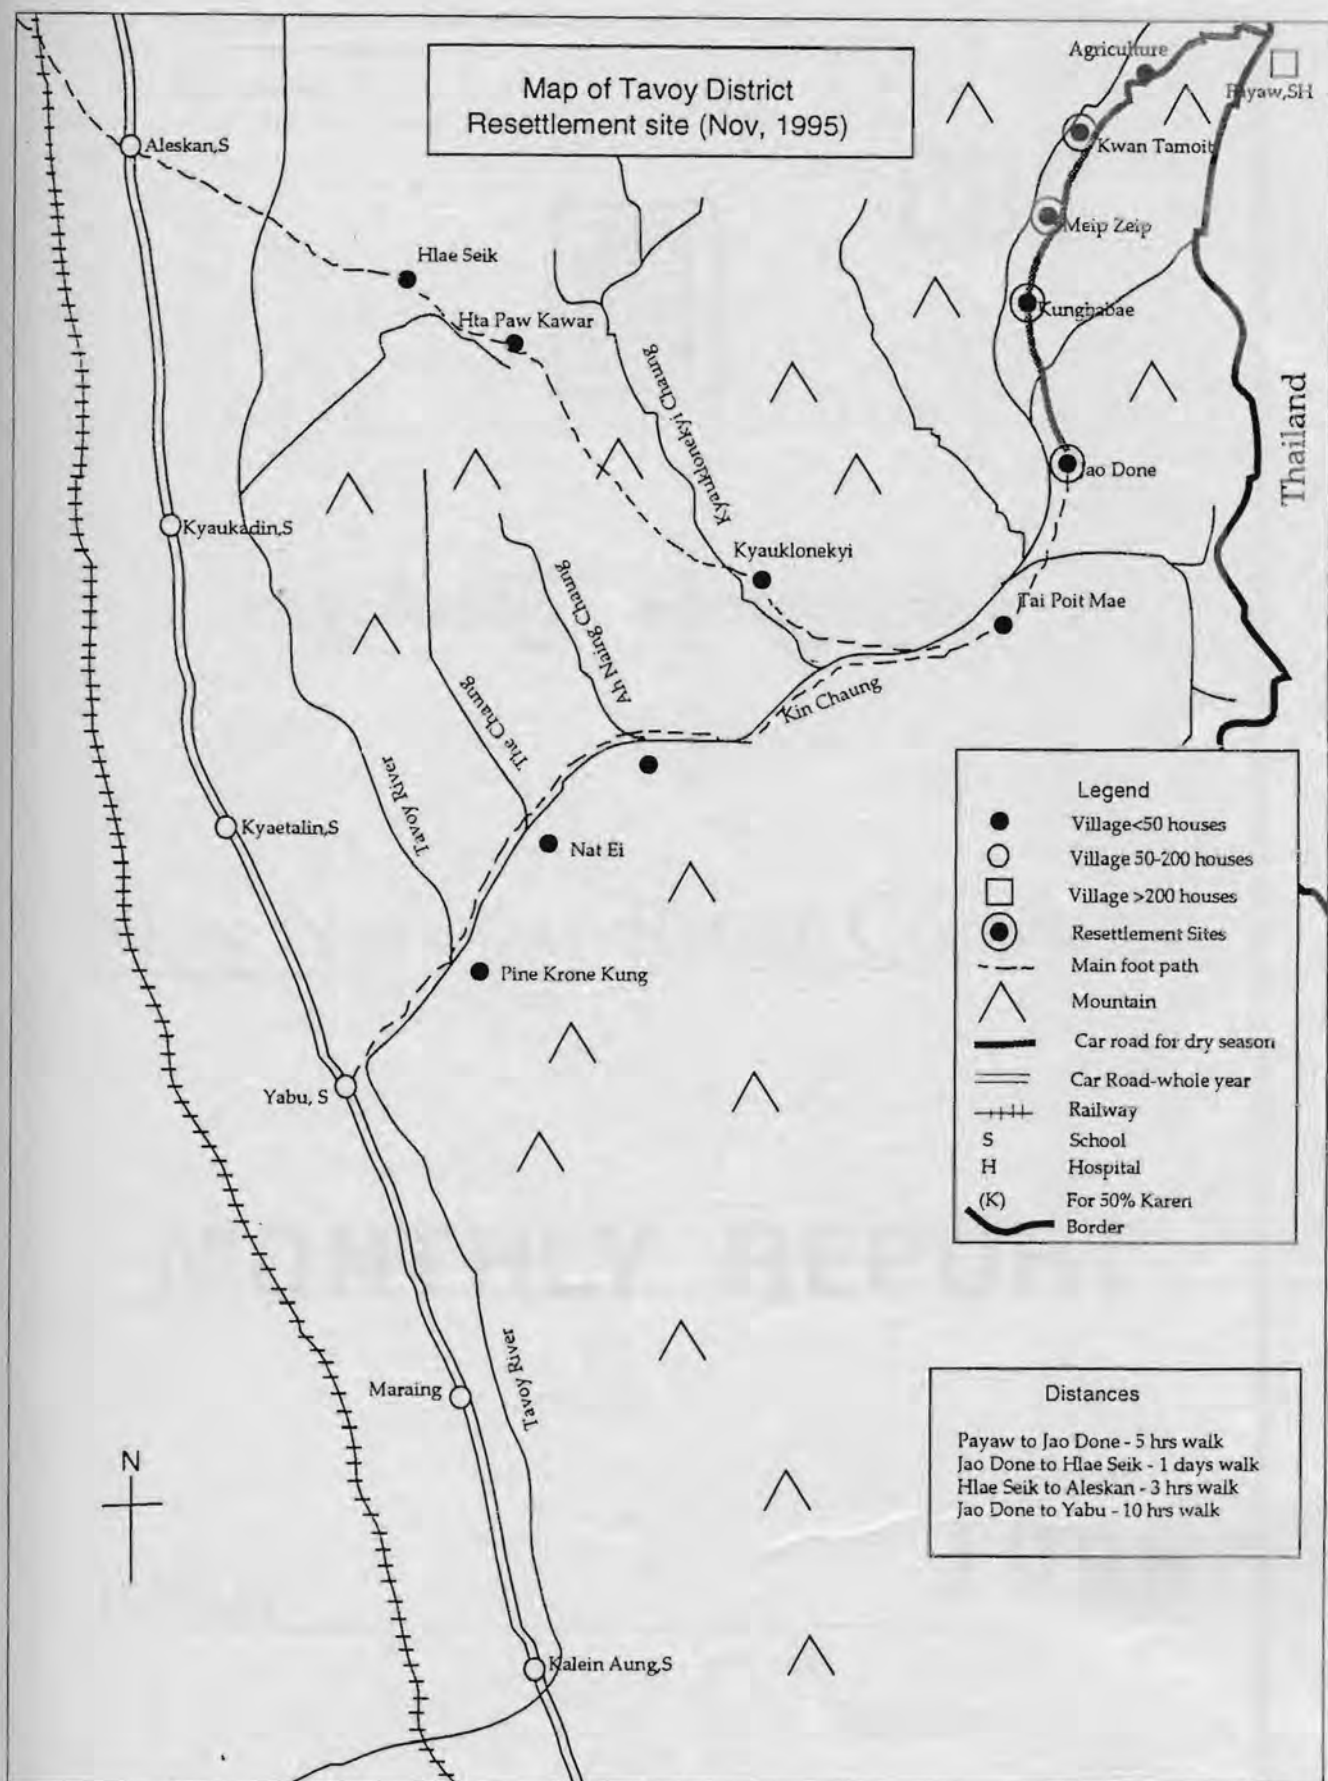 Map of Tavoy District
Resettlement site (Nov, 1995)
Agriculture
Payaw,SH
Aleskan,S
Kwan Tamoit
Meip Zeip
Hlae Seik
Kunghabae
Hta Paw Kawar
Kyauklonekyi Chaung
Thailand
Jao Done
Kyaukadin,S
Kyauklonekyi
Ah Naing Chaung
Tai Poit Mae
The Chaung
Kin Chaung
Tavoy River
Kyaetalin,S
Nat Ei
Pine Krone Kung
Yabu, S
Maraing
Tavoy River
Kalein Aung,S
N
Legend
Village<50 houses
Village 50-200 houses
Village >200 houses
Resettlement Sites
Main foot path
Mountain
Car road for dry season
Car Road-whole year
Railway
S School
H Hospital
(K) For 50% Karen
Border
Distances
Payaw to Jao Done - 5 hrs walk
Jao Done to Hlae Seik - 1 days walk
Hlae Seik to Aleskan - 3 hrs walk
Jao Done to Yabu - 10 hrs walk